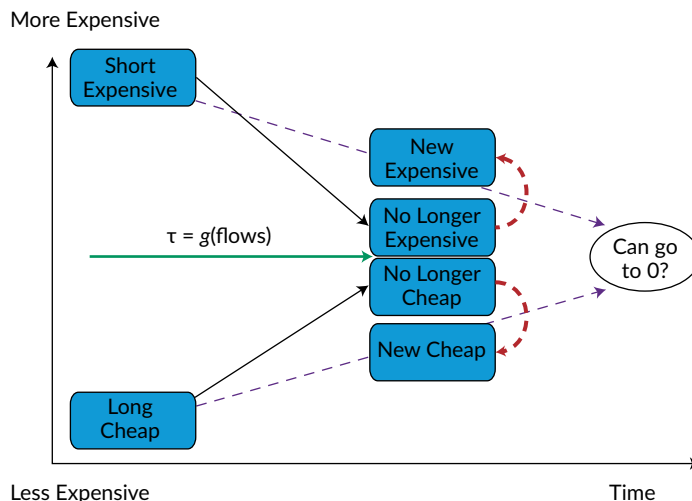 More Expensive
Short
Expensive
New
Expensive
No Longer
Expensive
τ = g(flows)
Can go
to 0?
No Longer
Cheap
New Cheap
Long
Cheap
Less Expensive
Time